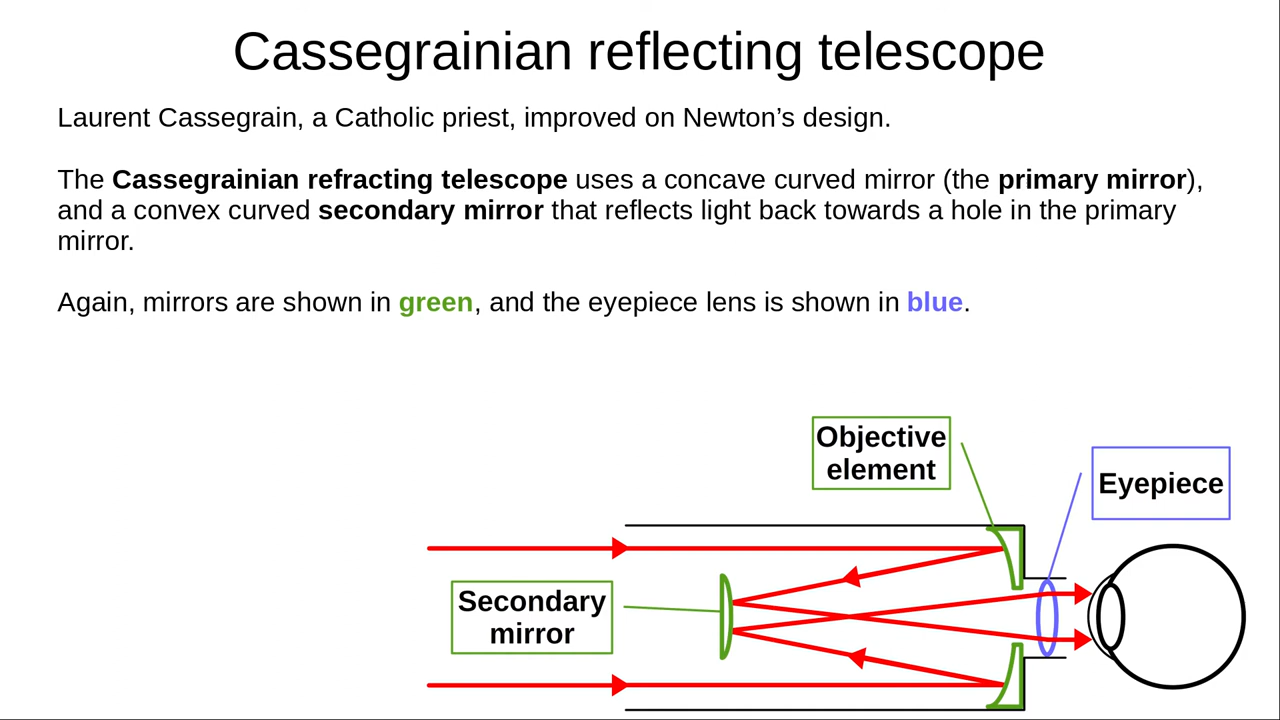 Cassegrainian reflecting telescope
Laurent Cassegrain, a Catholic priest, improved on Newton’s design.
The Cassegrainian refracting telescope uses a concave curved mirror (the primary mirror),
and a convex curved secondary mirror that reflects light back towards a hole in the primary
mirror.
Again, mirrors are shown in green, and the eyepiece lens is shown in blue.
Objective
element
Eyepiece
Secondary
mirror